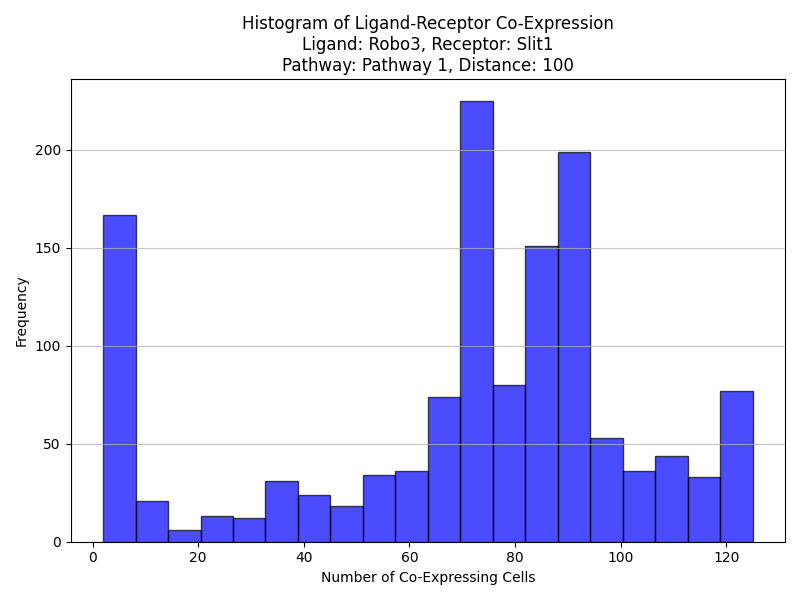 Histogram of Ligand-Receptor Co-Expression
Ligand: Robo3, Receptor: Slit1
Pathway: Pathway 1, Distance: 100
200
150
100
50
0
Frequency
0 20 40 60 80 100 120
Number of Co-Expressing Cells